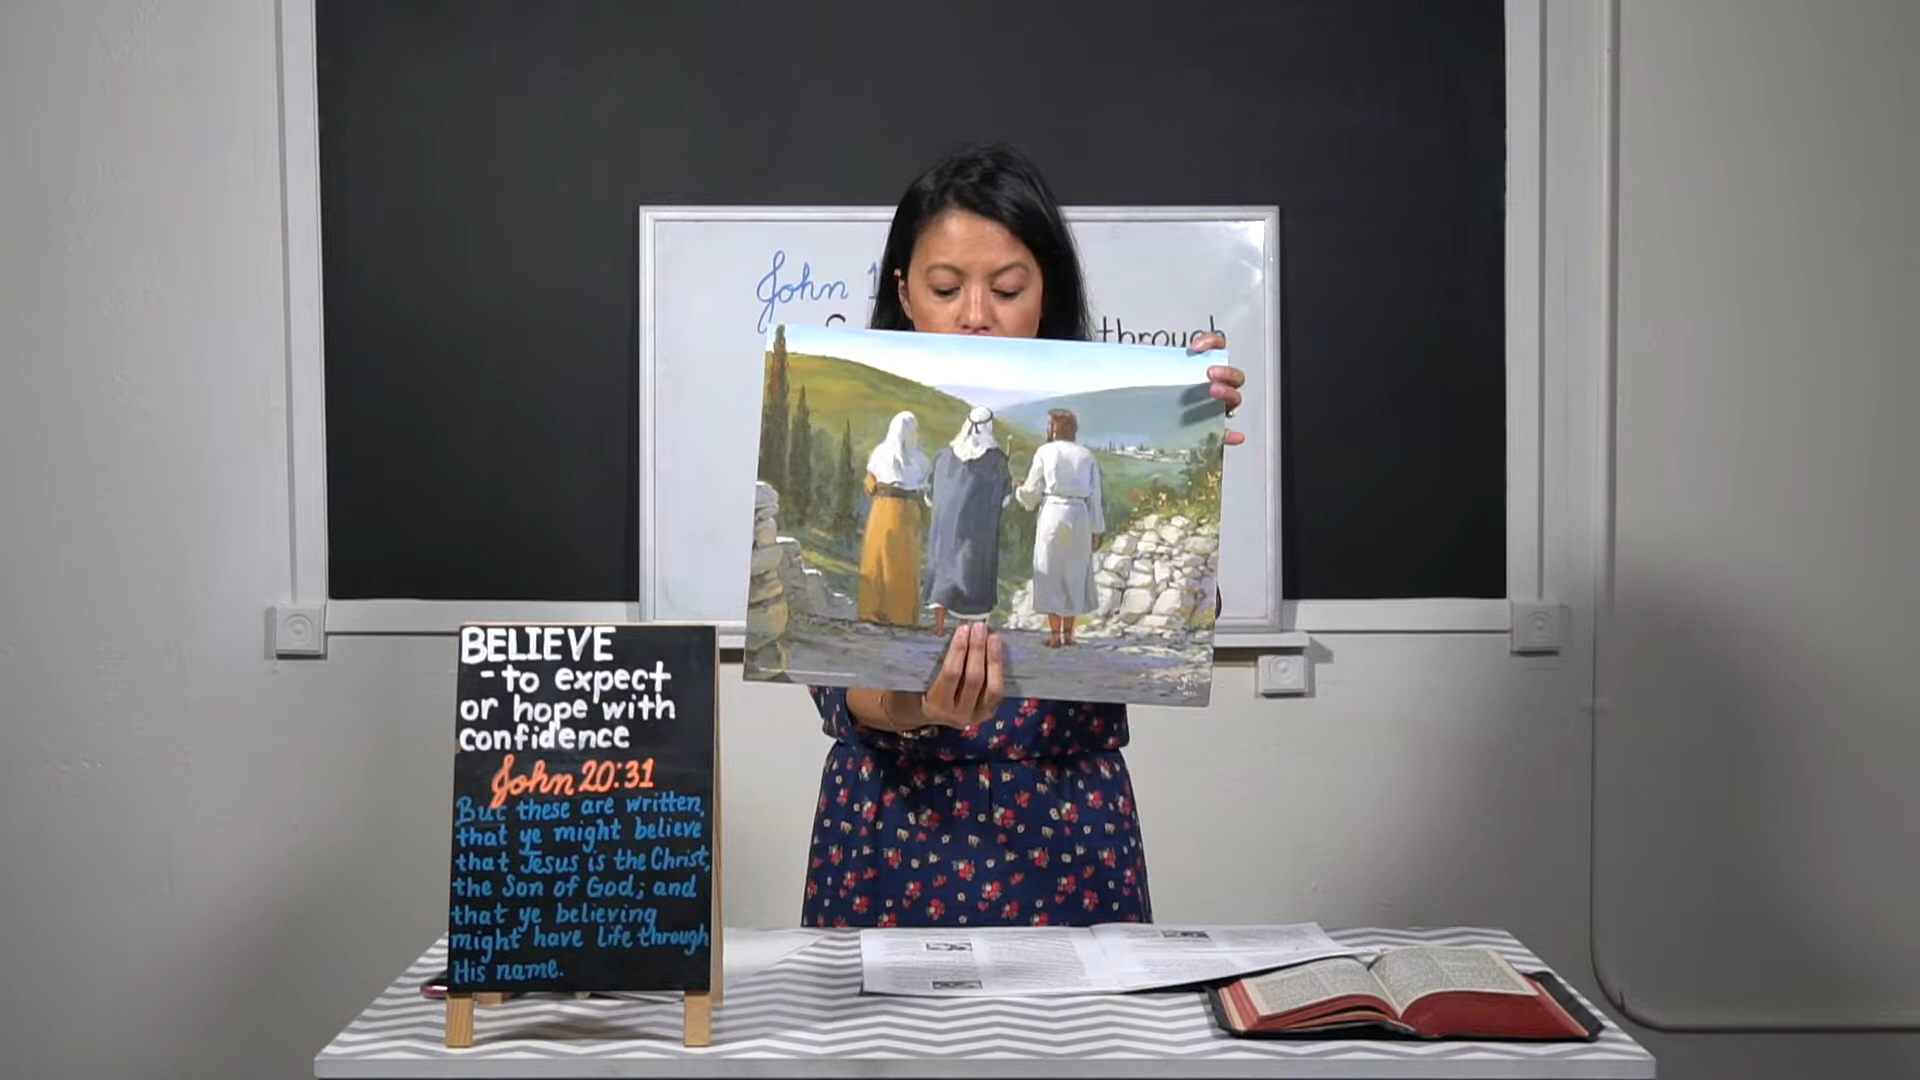 John 1
through
BELIEVE
- to expect
or hope with
confidence
John 20:31
But these are written,
that ye might believe
that Jesus is the Christ,
the Son of God; and
that ye believing
might have life through
His name.